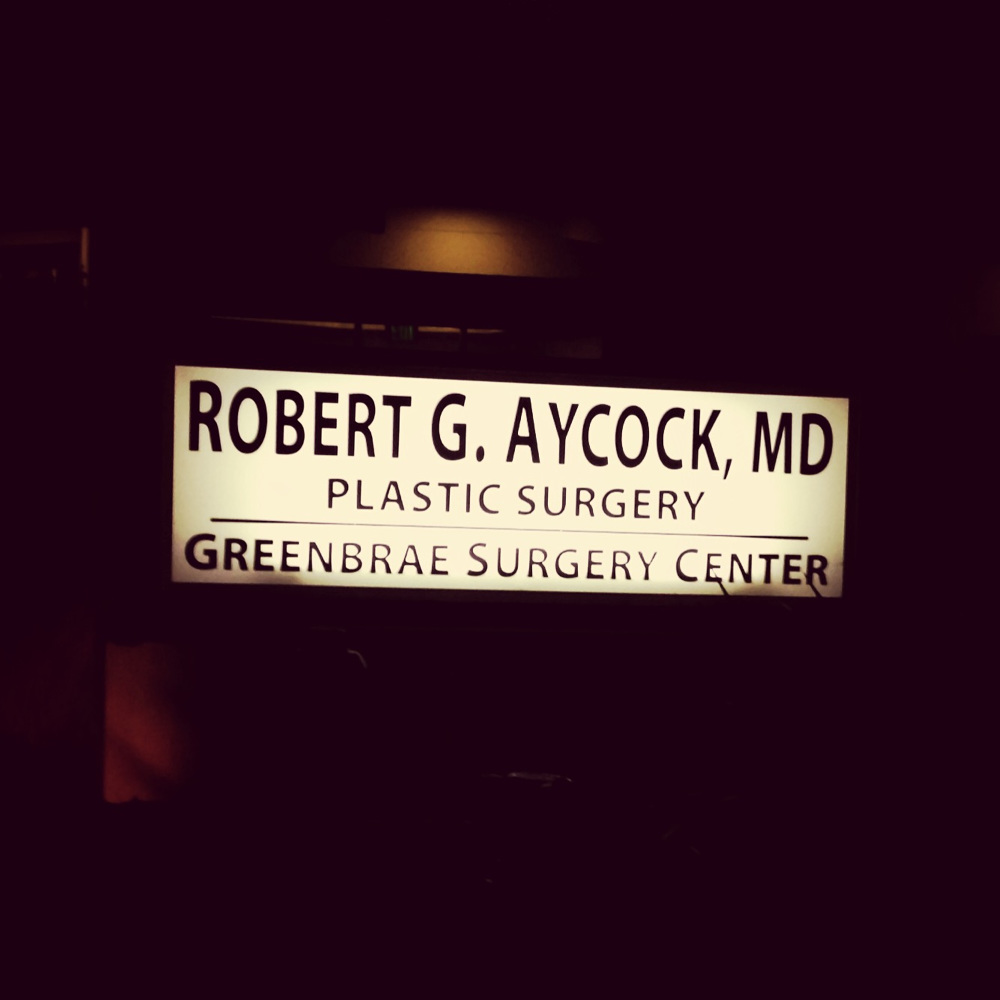 ROBERT G. AYCOCK, MD
PLASTIC SURGERY
GREENBRAE SURGERY CENTER